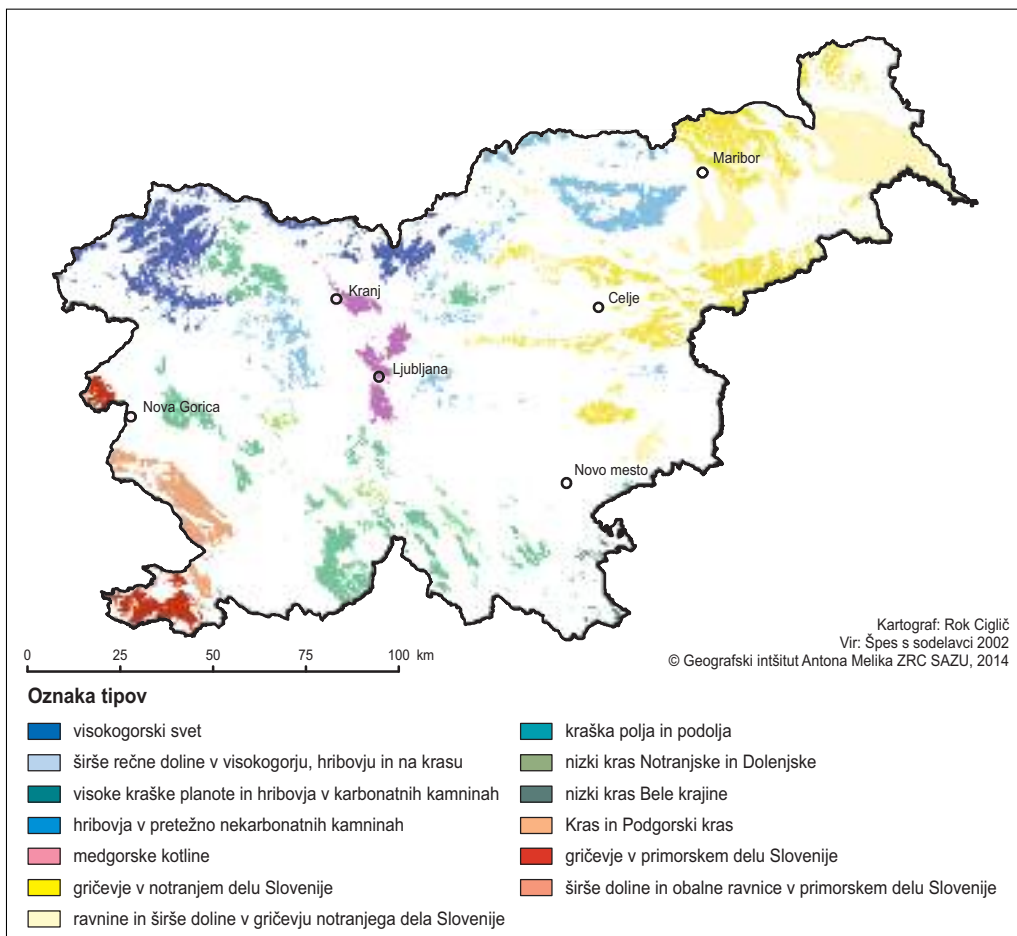 Maribor
Kranj
Celje
Ljubljana
Nova Gorica
Novo mesto
Kartograf: Rok Ciglič
Vir: Špes s sodelavci 2002
© Geografski intšitut Antona Melika ZRC SAZU, 2014
0 25 50 75 100 km
Oznaka tipov
visokogorski svet
širše rečne doline v visokogorju, hribovju in na krasu
visoke kraške planote in hribovja v karbonatnih kamninah
hribovja v pretežno nekarbonatnih kamninah
medgorske kotline
gričevje v notranjem delu Slovenije
ravnine in širše doline v gričevju notranjega dela Slovenije
kraška polja in podolja
nizki kras Notranjske in Dolenjske
nizki kras Bele krajine
Kras in Podgorski kras
gričevje v primorskem delu Slovenije
širše doline in obalne ravnice v primorskem delu Slovenije